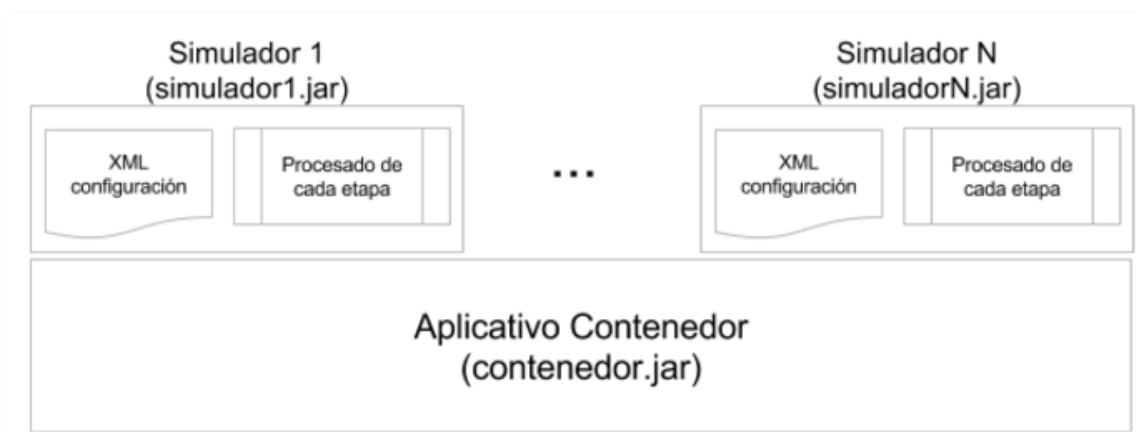 Simulador 1
(simulador1.jar)
XML
configuración
Procesado de
cada etapa
...
Simulador N
(simuladorN.jar)
XML
configuración
Procesado de
cada etapa
Aplicativo Contenedor
(contenedor.jar)